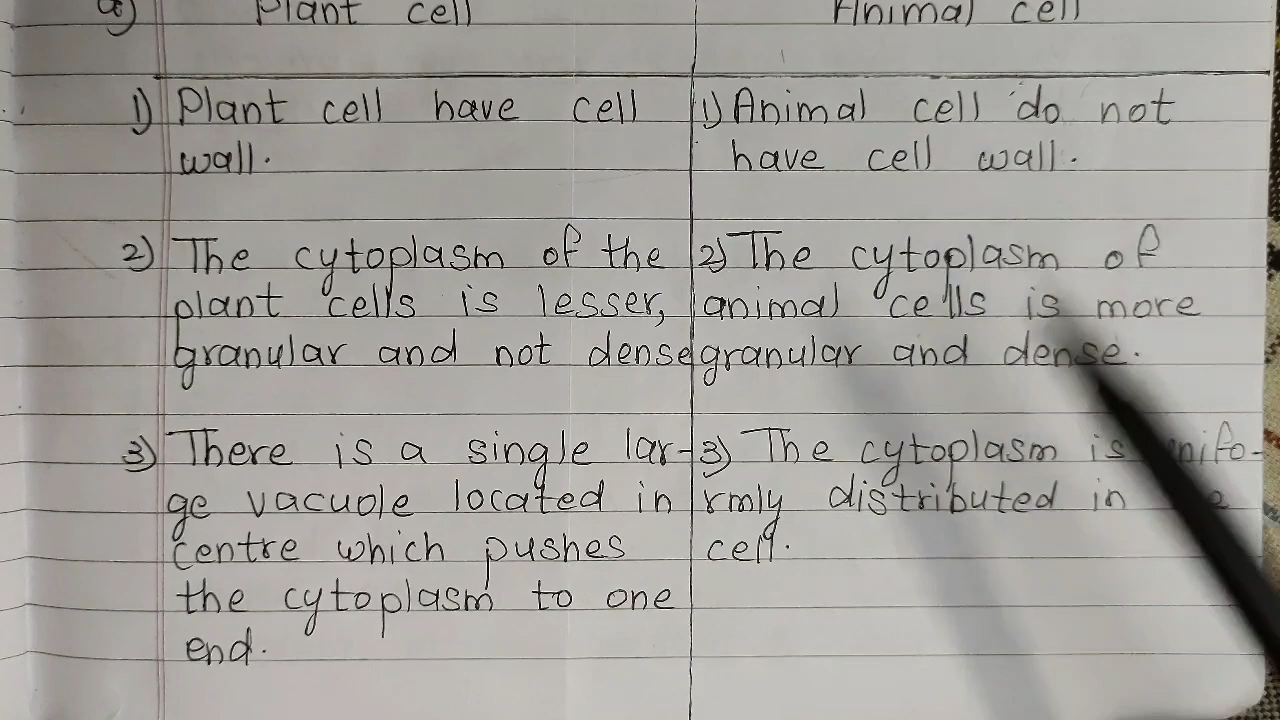 a) Plant cell
Animal cell
1) Plant cell have cell
wall.
2) The cytoplasm of the
plant cells is lesser,
granular and not dense
3) There is a single lar-
ge vacuole located in
centre which pushes
the cytoplasm to one
end.
1) Animal cell do not
have cell wall.
2) The cytoplasm of
animal cells is more
granular and dense.
3) The cytoplasm is
rmly distributed in
cell.